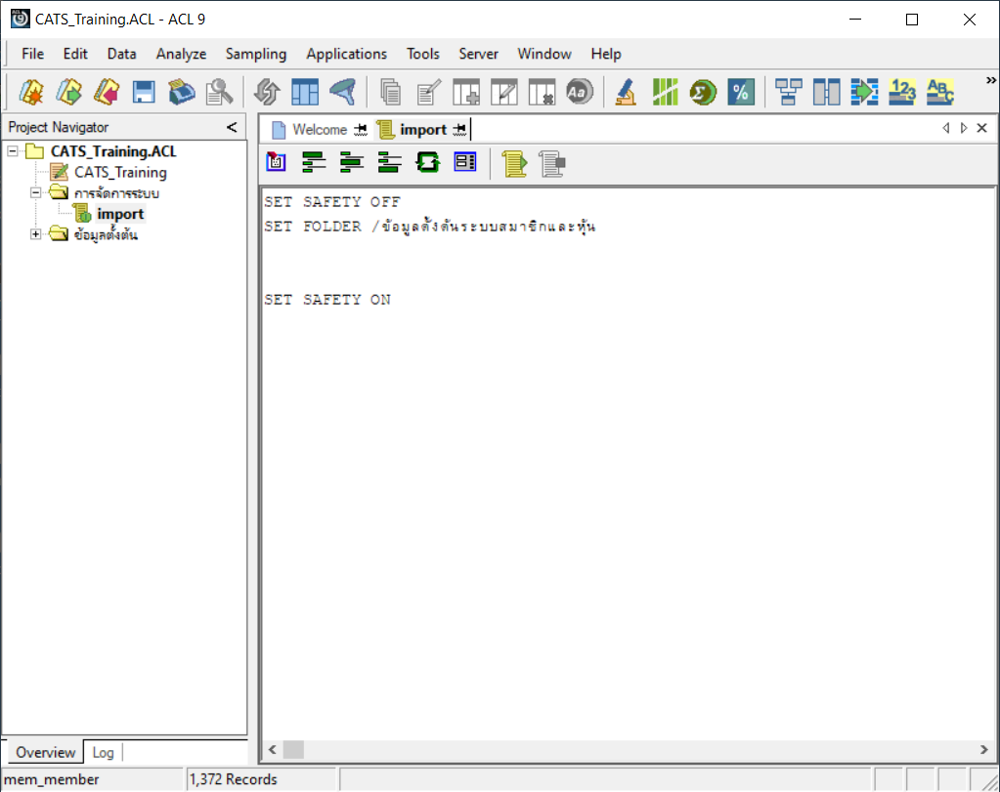 CATS_Training.ACL - ACL 9
File Edit Data Analyze Sampling Applications Tools Server Window Help
Project Navigator
Welcome import
CATS_Training.ACL
CATS_Training
การจัดการระบบ
import
ข้อมูลตั้งต้น
SET SAFETY OFF
SET FOLDER /ข้อมูลตั้งต้นระบบสมาชิกและหุ้น
SET SAFETY ON
Overview Log
mem_member 1,372 Records